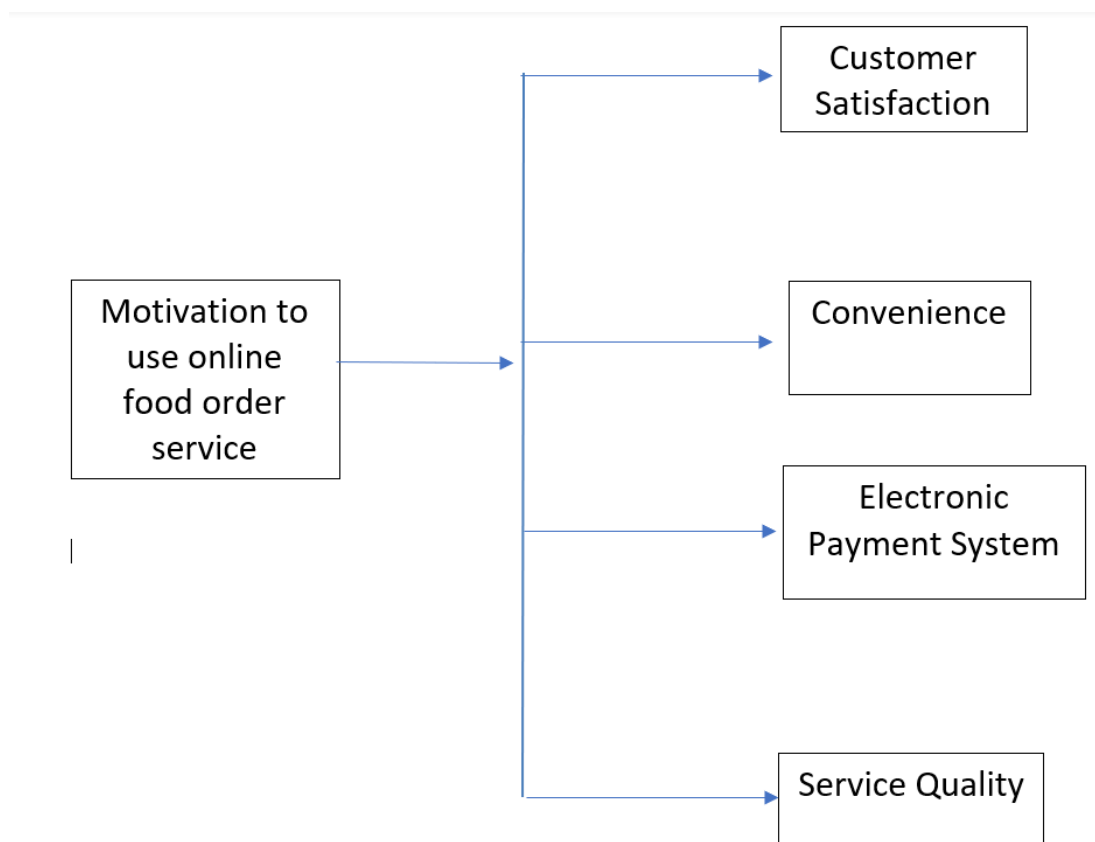 Customer
Satisfaction
Motivation to
use online
food order
service
Convenience
Electronic
Payment System
Service Quality